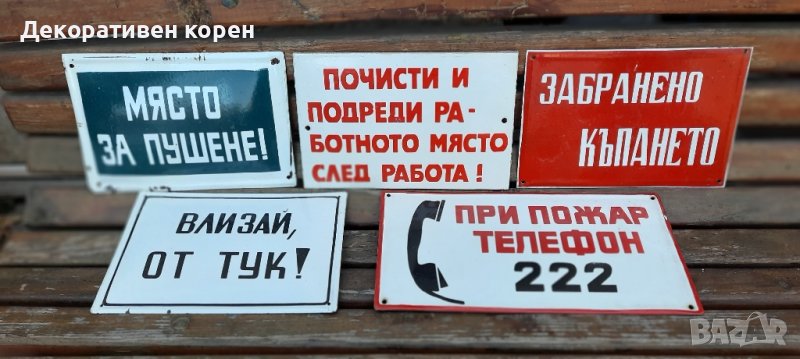 Декоративен корен
МЯСТО
ЗА ПУШЕНЕ!
ПОЧИСТИ И
ПОДРЕДИ РА-
БОТНОТО МЯСТО
СЛЕД РАБОТА!
ЗАБРАНЕНО
КЪПАНЕТО
ВЛИЗАЙ,
ОТ ТУК!
ПРИ ПОЖАР
ТЕЛЕФОН
222
BAZAR